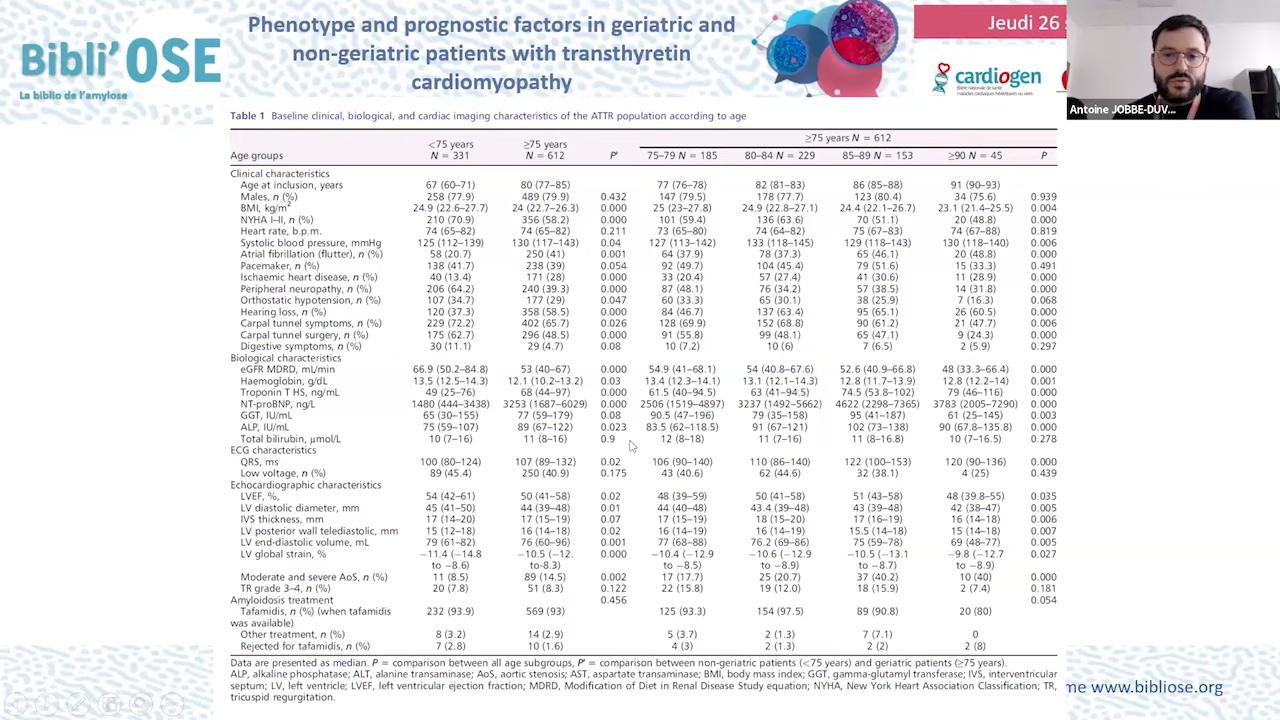 Bibli'OSE
La biblio de l'amylose
Phenotype and prognostic factors in geriatric and
non-geriatric patients with transthyretin
cardiomyopathy
Jeudi 26
cardiogen
filière nationale de santé
maladies cardiaques héréditaires ou rares
Antoine JOBBE-DUV...
Table 1 Baseline clinical, biological, and cardiac imaging characteristics of the ATTR population according to age
Age groups <75 years N = 331 ≥75 years N = 612 P' ≥75 years N = 612 75–79 N = 185 80–84 N = 229 85–89 N = 153 ≥90 N = 45 P
Clinical characteristics
Age at inclusion, years 67 (60–71) 80 (77–85) 77 (76–78) 82 (81–83) 86 (85–88) 91 (90–93)
Males, n (%) 258 (77.9) 489 (79.9) 0.432 147 (79.5) 178 (77.7) 123 (80.4) 34 (75.6) 0.939
BMI, kg/m² 24.9 (22.6–27.7) 24 (22.7–26.3) 0.000 25 (23–27.8) 24.9 (22.8–27.1) 24.4 (22.1–26.7) 23.1 (21.4–25.5) 0.004
NYHA I–II, n (%) 210 (70.9) 356 (58.2) 0.000 101 (59.4) 136 (63.6) 70 (51.1) 20 (48.8) 0.000
Heart rate, b.p.m. 74 (65–82) 74 (65–82) 0.211 73 (65–80) 74 (64–82) 75 (67–83) 74 (67–88) 0.819
Systolic blood pressure, mmHg 125 (112–139) 130 (117–143) 0.04 127 (113–142) 133 (118–145) 129 (118–143) 130 (118–140) 0.006
Atrial fibrillation (flutter), n (%) 58 (20.7) 250 (41) 0.001 64 (37.9) 78 (37.3) 65 (46.1) 20 (48.8) 0.000
Pacemaker, n (%) 138 (41.7) 238 (39) 0.054 92 (49.7) 104 (45.4) 79 (51.6) 15 (33.3) 0.491
Ischaemic heart disease, n (%) 40 (13.4) 171 (28) 0.000 33 (20.4) 57 (27.4) 41 (30.6) 11 (28.9) 0.000
Peripheral neuropathy, n (%) 206 (64.2) 240 (39.3) 0.000 87 (48.1) 76 (34.2) 57 (38.5) 14 (31.8) 0.000
Orthostatic hypotension, n (%) 107 (34.7) 177 (29) 0.047 60 (33.3) 65 (30.1) 38 (25.9) 7 (16.3) 0.068
Hearing loss, n (%) 120 (37.3) 358 (58.5) 0.000 84 (46.7) 137 (63.4) 95 (65.1) 26 (60.5) 0.000
Carpal tunnel symptoms, n (%) 229 (72.2) 402 (65.7) 0.026 128 (69.9) 152 (68.8) 90 (61.2) 21 (47.7) 0.006
Carpal tunnel surgery, n (%) 175 (62.7) 296 (48.5) 0.000 91 (55.8) 99 (48.1) 65 (47.1) 9 (24.3) 0.000
Digestive symptoms, n (%) 30 (11.1) 29 (4.7) 0.08 10 (7.2) 10 (6) 7 (6.5) 2 (5.9) 0.297
Biological characteristics
eGFR MDRD, mL/min 66.9 (50.2–84.8) 53 (40–67) 0.000 54.9 (41–68.1) 54 (40.8–67.6) 52.6 (40.9–66.8) 48 (33.3–66.4) 0.000
Haemoglobin, g/dL 13.5 (12.5–14.3) 12.1 (10.2–13.2) 0.03 13.4 (12.3–14.1) 13.1 (12.1–14.3) 12.8 (11.7–13.9) 12.8 (12.2–14) 0.001
Troponin T HS, ng/mL 49 (25–76) 68 (44–97) 0.000 61.5 (40–94.5) 63 (41–94.5) 74.5 (53.8–102) 79 (46–116) 0.000
NT-proBNP, ng/L 1480 (444–3438) 3253 (1687–6029) 0.000 2506 (1519–4897) 3237 (1492–5662) 4622 (2298–7365) 3783 (2005–7290) 0.000
GGT, IU/mL 65 (30–155) 77 (59–179) 0.08 90.5 (47–196) 79 (35–158) 95 (41–187) 61 (25–145) 0.003
ALP, IU/mL 75 (59–107) 89 (67–122) 0.023 83.5 (62–118.5) 91 (67–121) 102 (73–138) 90 (67.8–135.8) 0.000
Total bilirubin, μmol/L 10 (7–16) 11 (8–16) 0.9 12 (8–18) 11 (7–16) 11 (8–16.8) 10 (7–16.5) 0.278
ECG characteristics
QRS, ms 100 (80–124) 107 (89–132) 0.02 106 (90–140) 110 (86–140) 122 (100–153) 120 (90–136) 0.000
Low voltage, n (%) 89 (45.4) 250 (40.9) 0.175 43 (40.6) 62 (44.6) 32 (38.1) 4 (25) 0.439
Echocardiographic characteristics
LVEF, %, 54 (42–61) 50 (41–58) 0.02 48 (39–59) 50 (41–58) 51 (43–58) 48 (39.8–55) 0.035
LV diastolic diameter, mm 45 (41–50) 44 (39–48) 0.01 44 (40–48) 43.4 (39–48) 43 (39–48) 42 (38–47) 0.005
IVS thickness, mm 17 (14–20) 17 (15–19) 0.07 17 (15–19) 18 (15–20) 17 (16–19) 16 (14–18) 0.006
LV posterior wall telediastolic, mm 15 (12–18) 16 (14–18) 0.02 16 (14–19) 16 (14–19) 15.5 (14–18) 15 (14–18) 0.007
LV end-diastolic volume, mL 79 (61–82) 76 (60–96) 0.001 77 (68–88) 76.2 (69–86) 75 (59–78) 69 (48–77) 0.005
LV global strain, % −11.4 (−14.8 −10.5 (−12. 0.000 −10.4 (−12.9 −10.6 (−12.9 −10.5 (−13.1 −9.8 (−12.7 0.027
to −8.6) to-8.3) to −8.5) to −8.9) to −8.7) to −8.9)
Moderate and severe AoS, n (%) 11 (8.5) 89 (14.5) 0.002 17 (17.7) 25 (20.7) 37 (40.2) 10 (40) 0.000
TR grade 3–4, n (%) 20 (7.8) 51 (8.3) 0.122 22 (15.8) 19 (12.0) 18 (15.9) 2 (7.4) 0.181
Amyloidosis treatment 0.456 0.054
Tafamidis, n (%) (when tafamidis 232 (93.9) 569 (93) 125 (93.3) 154 (97.5) 89 (90.8) 20 (80)
was available)
Other treatment, n (%) 8 (3.2) 14 (2.9) 5 (3.7) 2 (1.3) 7 (7.1) 0
Rejected for tafamidis, n (%) 7 (2.8) 10 (1.6) 4 (3) 2 (1.3) 2 (2) 2 (8)
Data are presented as median. P = comparison between all age subgroups, P' = comparison between non-geriatric patients (<75 years) and geriatric patients (≥75 years).
ALP, alkaline phosphatase; ALT, alanine transaminase; AoS, aortic stenosis; AST, aspartate transaminase; BMI, body mass index; GGT, gamma-glutamyl transferase; IVS, interventricular
septum; LV, left ventricle; LVEF, left ventricular ejection fraction; MDRD, Modification of Diet in Renal Disease Study equation; NYHA, New York Heart Association Classification; TR,
tricuspid regurgitation.
me www.bibliose.org